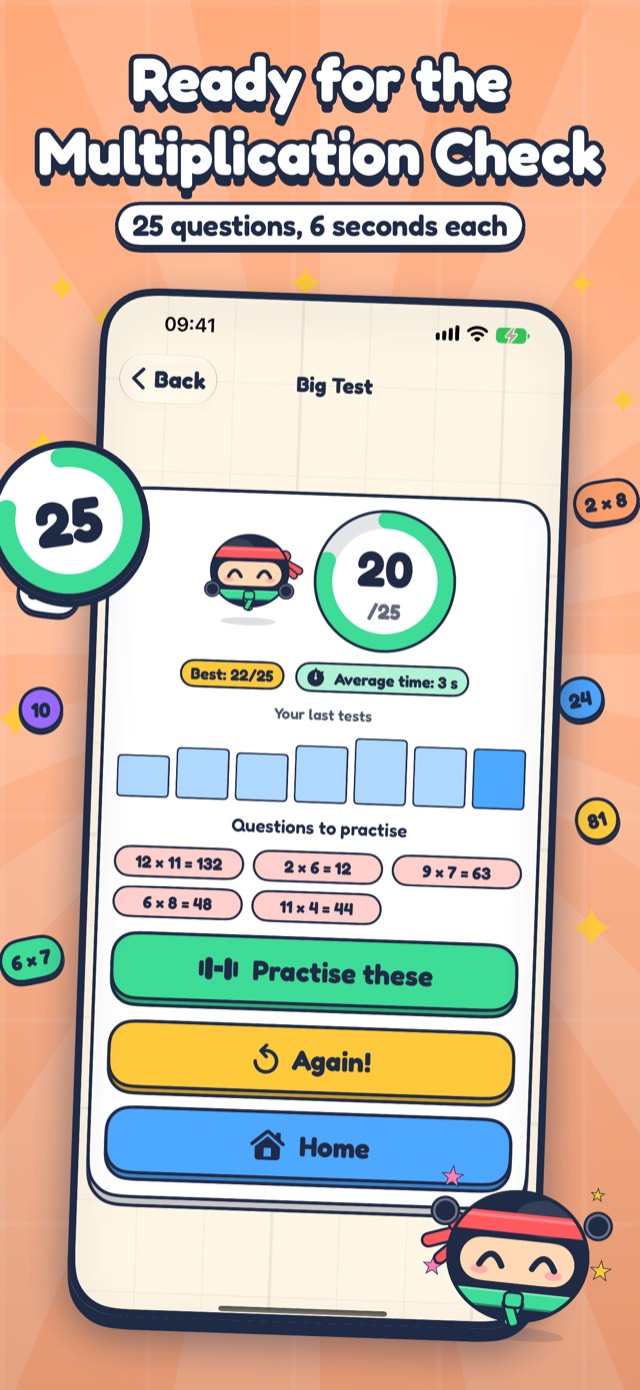 Ready for the
Multiplication Check
25 questions, 6 seconds each
09:41
Back
Big Test
25
2 × 8
20
/25
Best: 22/25
Average time: 3 s
10
24
Your last tests
81
Questions to practise
12 × 11 = 132
2 × 6 = 12
9 × 7 = 63
6 × 8 = 48
11 × 4 = 44
6 × 7
Practise these
Again!
Home